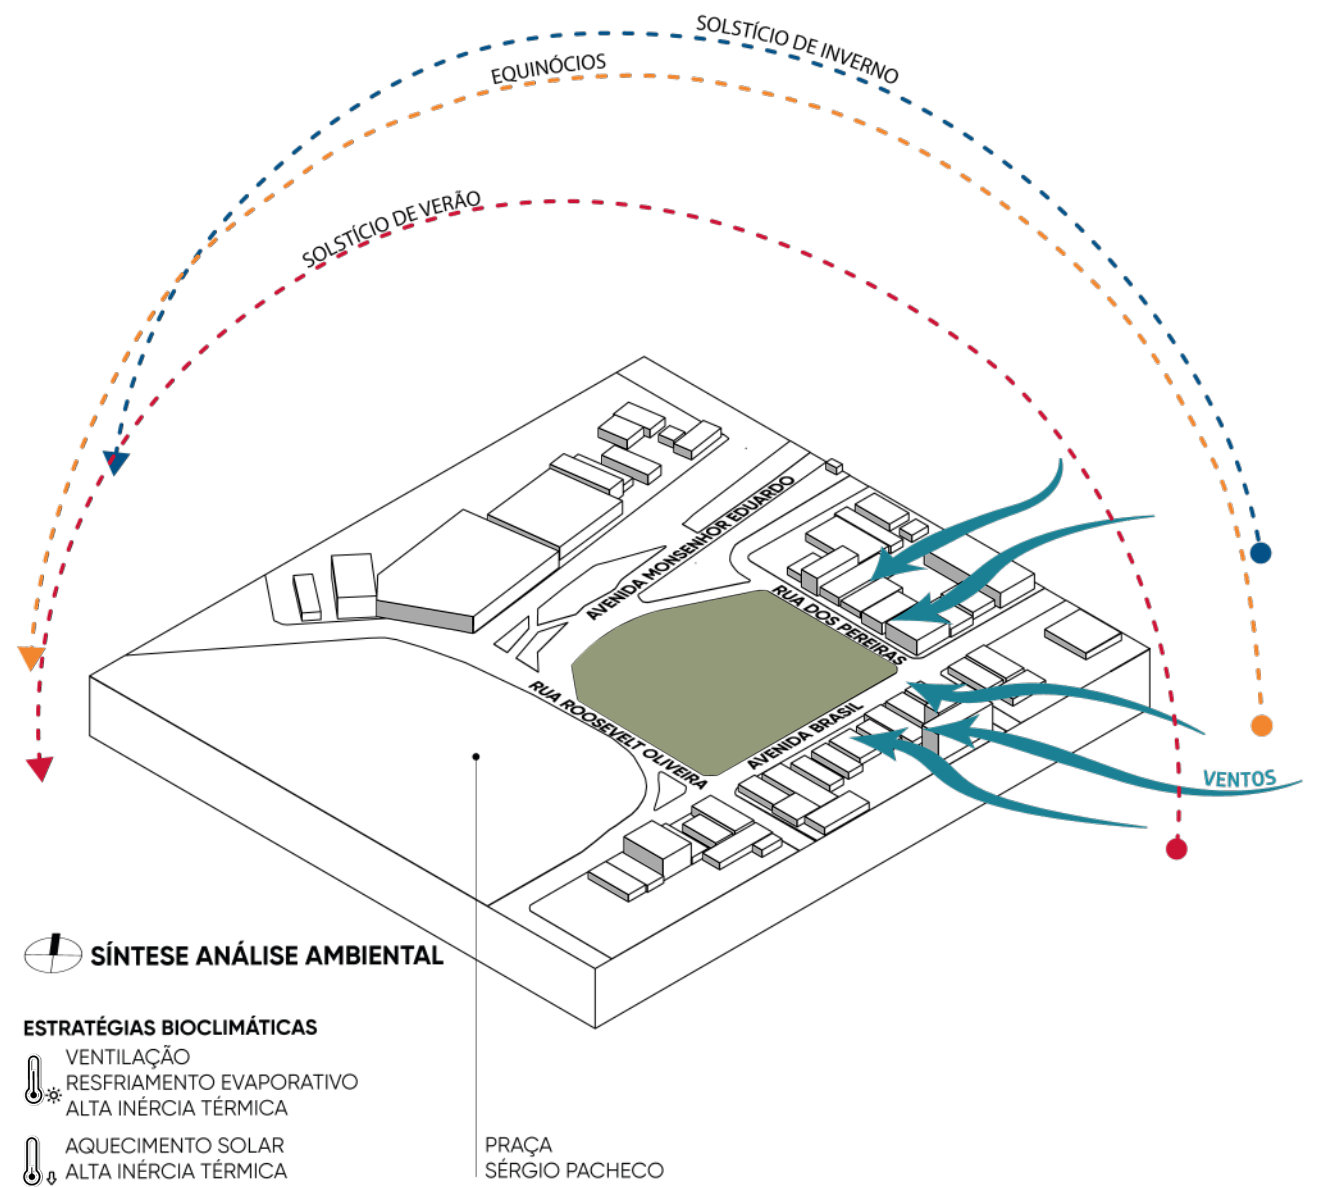 SOLSTÍCIO DE INVERNO
EQUINÓCIOS
SOLSTÍCIO DE VERÃO
AVENIDA MONSENHOR EDUARDO
RUA DOS PEREIRAS
RUA ROOSEVELT OLIVEIRA
AVENIDA BRASIL
VENTOS
SÍNTESE ANÁLISE AMBIENTAL
ESTRATÉGIAS BIOCLIMÁTICAS
VENTILAÇÃO
RESFRIAMENTO EVAPORATIVO
ALTA INÉRCIA TÉRMICA
AQUECIMENTO SOLAR
ALTA INÉRCIA TÉRMICA
PRAÇA
SÉRGIO PACHECO